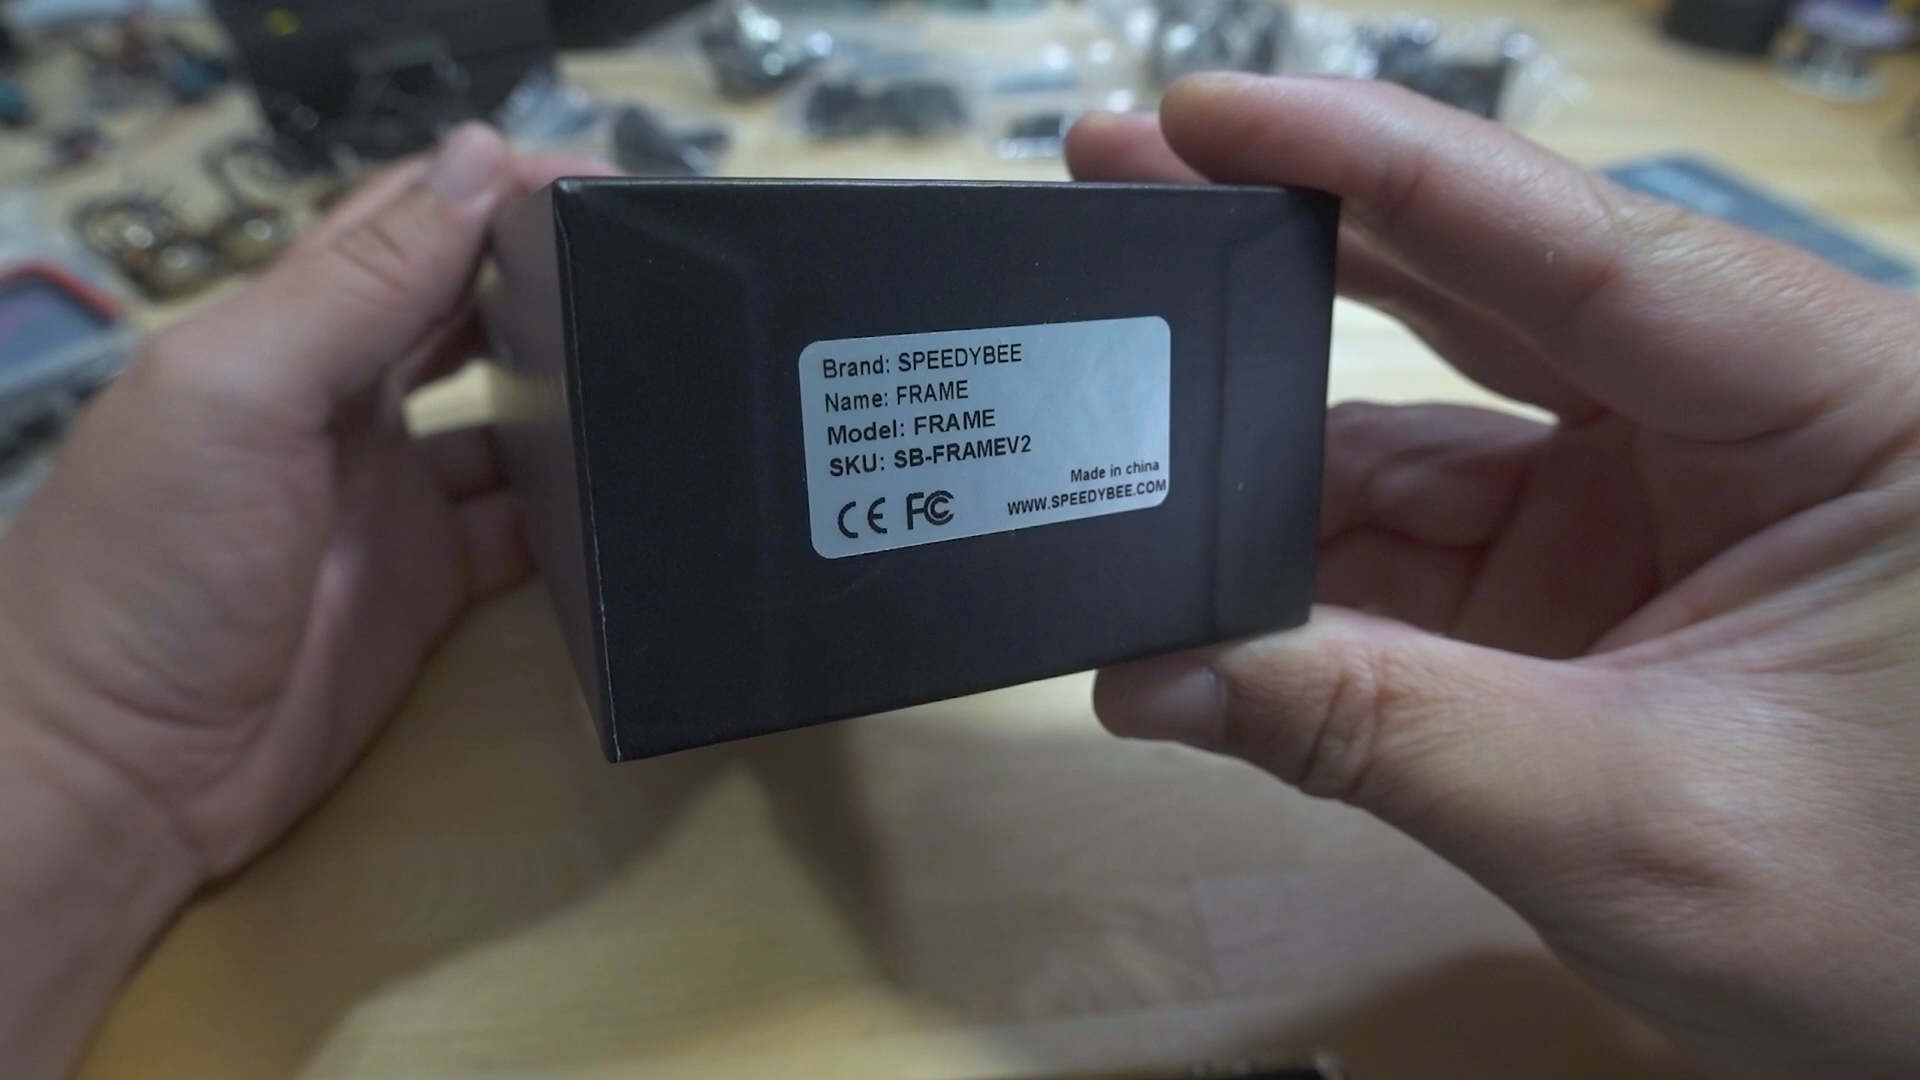 Brand: SPEEDYBEE
Name: FRAME
Model: FRAME
SKU: SB-FRAMEV2
Made in china
CE FC WWW.SPEEDYBEE.COM